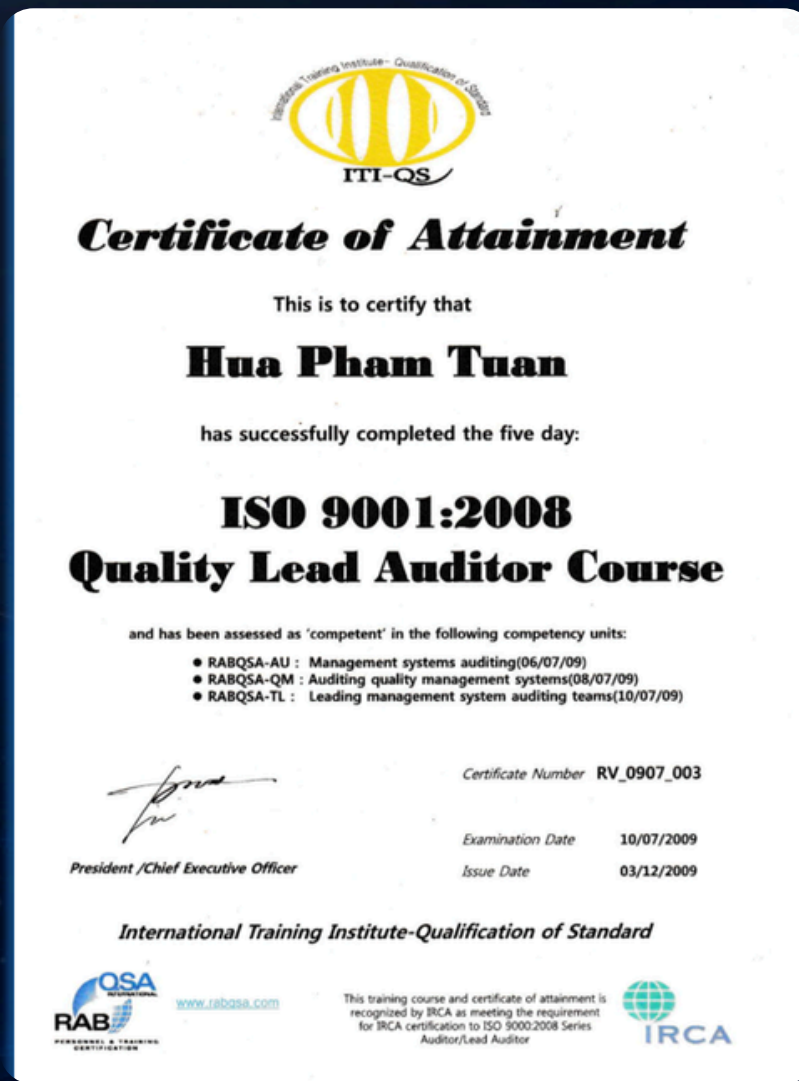 International Training Institute- Qualification of Standard
ITI-QS
Certificate of Attainment
This is to certify that
Hua Pham Tuan
has successfully completed the five day:
ISO 9001:2008
Quality Lead Auditor Course
and has been assessed as 'competent' in the following competency units:
● RABQSA-AU : Management systems auditing(06/07/09)
● RABQSA-QM : Auditing quality management systems(08/07/09)
● RABQSA-TL : Leading management system auditing teams(10/07/09)
Certificate Number RV_0907_003
Examination Date 10/07/2009
President /Chief Executive Officer
Issue Date 03/12/2009
International Training Institute-Qualification of Standard
QSA
INTERNATIONAL
RAB
PERSONNEL & TRAINING
CERTIFICATION
www.rabqsa.com
This training course and certificate of attainment is
recognized by IRCA as meeting the requirement
for IRCA certification to ISO 9000:2008 Series
Auditor/Lead Auditor
IRCA